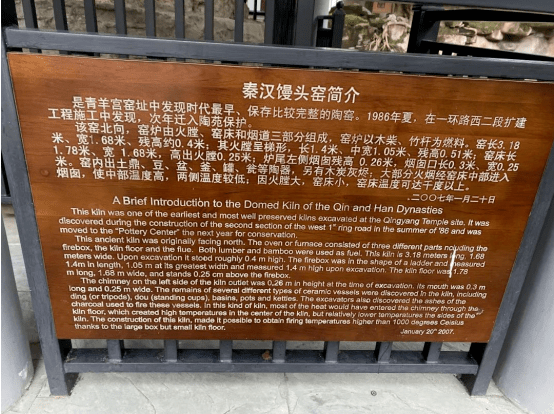 秦汉馒头窑简介
是青羊宫窑址中发现时代最早、保存比较完整的陶窑。1986年夏，在一环路西二段扩建
工程施工中发现，次年迁入陶苑保护。
该窑北向，窑炉由火膛、窑床和烟道三部分组成，窑炉以木柴、竹杆为燃料。窑长3.18
米、宽1.68米、残高约0.4米；其火膛呈梯形，长1.4米、中宽1.05米、残高0.51米；窑床长
1.78米、宽1.68米，高出火膛0.25米；炉尾左侧烟囱残高 0.26米，烟囱口长0.3米、宽0.25
米。窑内出土鼎、豆、盆、釜、罐、瓮等陶器，另有木炭灰烬；大部分火烟经窑床中部进入
烟囱，使中部温度高，两侧温度较低；因火膛大，窑床小，窑床温度可达千度以上。
二〇〇七年一月二十日
A Brief Introduction to the Domed Kiln of the Qin and Han Dynasties
This kiln was one of the earliest and most well preserved kilns excavated at the Qingyang Temple site. It was
discovered during the construction of the second section of the west 1st ring road in the summer of '86 and was
moved to the "Pottery Center" the next year for conservation.
This ancient kiln was originally facing north. The oven or furnace consisted of three different parts including the
firebox, the kiln floor and the flue. Both lumber and bamboo were used as fuel. This kiln is 3.18 meters long, 1.68
meters wide. Upon excavation it stoed roughly 0.4 m high. The firebox was in the shape of a ladder and measured
1.4m in length, 1.05 m at its greatest width and measured 1,4 m high upon excavation. The kiln floor was 1.78
m long, 1.68 m wide, and stands 0.25 cm above the firebox.
The chimney on the left side of the kiln outlet was 0.26 m in height at the time of excavation. Its mouth was 0.3 m
long and 0.25 m wide. The remains of several different types of ceramic vessels were discovered in the kiln, including
ding (or tripods), dou (standing cups), basins, pots and kettles. The excavators also discovered the ashes of the
charcoal used to fire these vessels. In this kind of kiln, most of the heat would have entered the chimney through the
kiln floor, which created high temperatures in the center of the kiln, but relatively lower temperatures the sides of the
kiln. The construction of this kiln, made it possible to obtain firing temperatures higher than 1000 degrees Celsius
thanks to the large box but small kiln floor.
January 20th 2007.